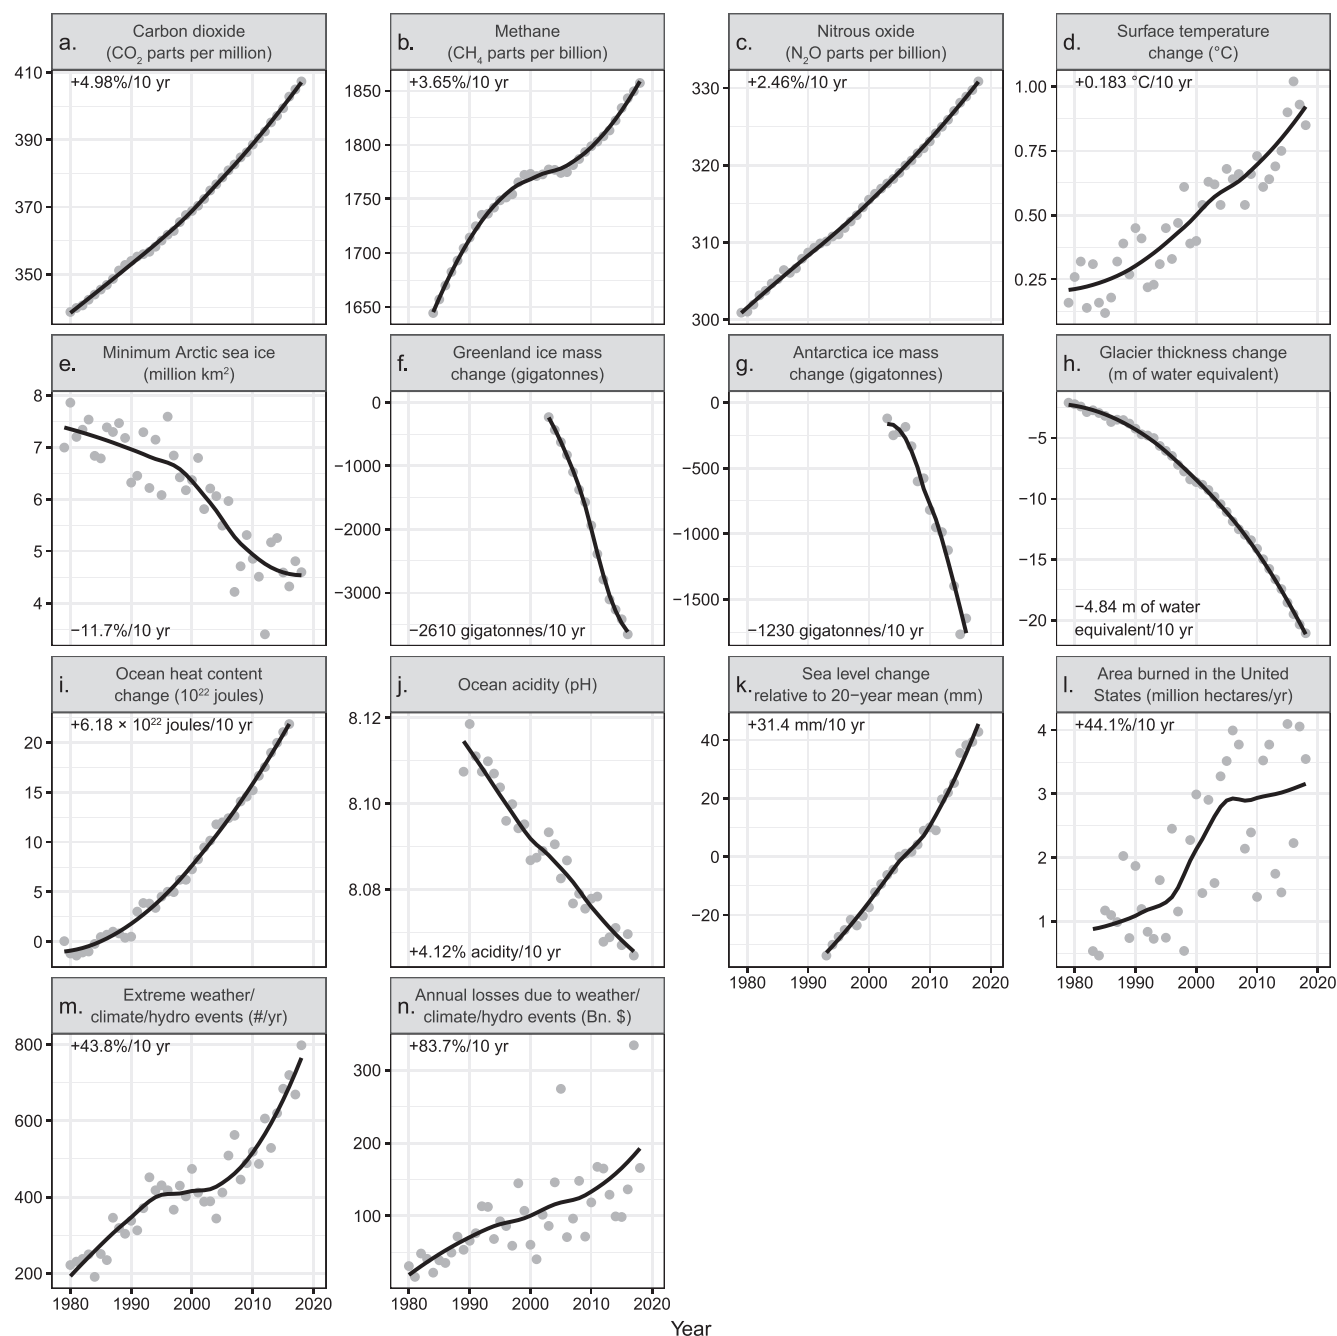 a.
Carbon dioxide
(CO₂ parts per million)
+4.98%/10 yr
410
390
370
350
b.
Methane
(CH₄ parts per billion)
+3.65%/10 yr
1850
1800
1750
1700
1650
c.
Nitrous oxide
(N₂O parts per billion)
+2.46%/10 yr
330
320
310
300
d.
Surface temperature
change (°C)
+0.183 °C/10 yr
1.00
0.75
0.50
0.25
e.
Minimum Arctic sea ice
(million km²)
8
7
6
5
4
−11.7%/10 yr
f.
Greenland ice mass
change (gigatonnes)
0
−1000
−2000
−3000
−2610 gigatonnes/10 yr
g.
Antarctica ice mass
change (gigatonnes)
0
−500
−1000
−1500
−1230 gigatonnes/10 yr
h.
Glacier thickness change
(m of water equivalent)
−5
−10
−15
−20
−4.84 m of water
equivalent/10 yr
i.
Ocean heat content
change (10²² joules)
+6.18 × 10²² joules/10 yr
20
15
10
5
0
j.
Ocean acidity (pH)
8.12
8.10
8.08
+4.12% acidity/10 yr
k.
Sea level change
relative to 20−year mean (mm)
+31.4 mm/10 yr
40
20
0
−20
1980 1990 2000 2010 2020
l.
Area burned in the United
States (million hectares/yr)
+44.1%/10 yr
4
3
2
1
1980 1990 2000 2010 2020
m.
Extreme weather/
climate/hydro events (#/yr)
+43.8%/10 yr
800
600
400
200
1980 1990 2000 2010 2020
n.
Annual losses due to weather/
climate/hydro events (Bn. $)
+83.7%/10 yr
300
200
100
1980 1990 2000 2010 2020
Year